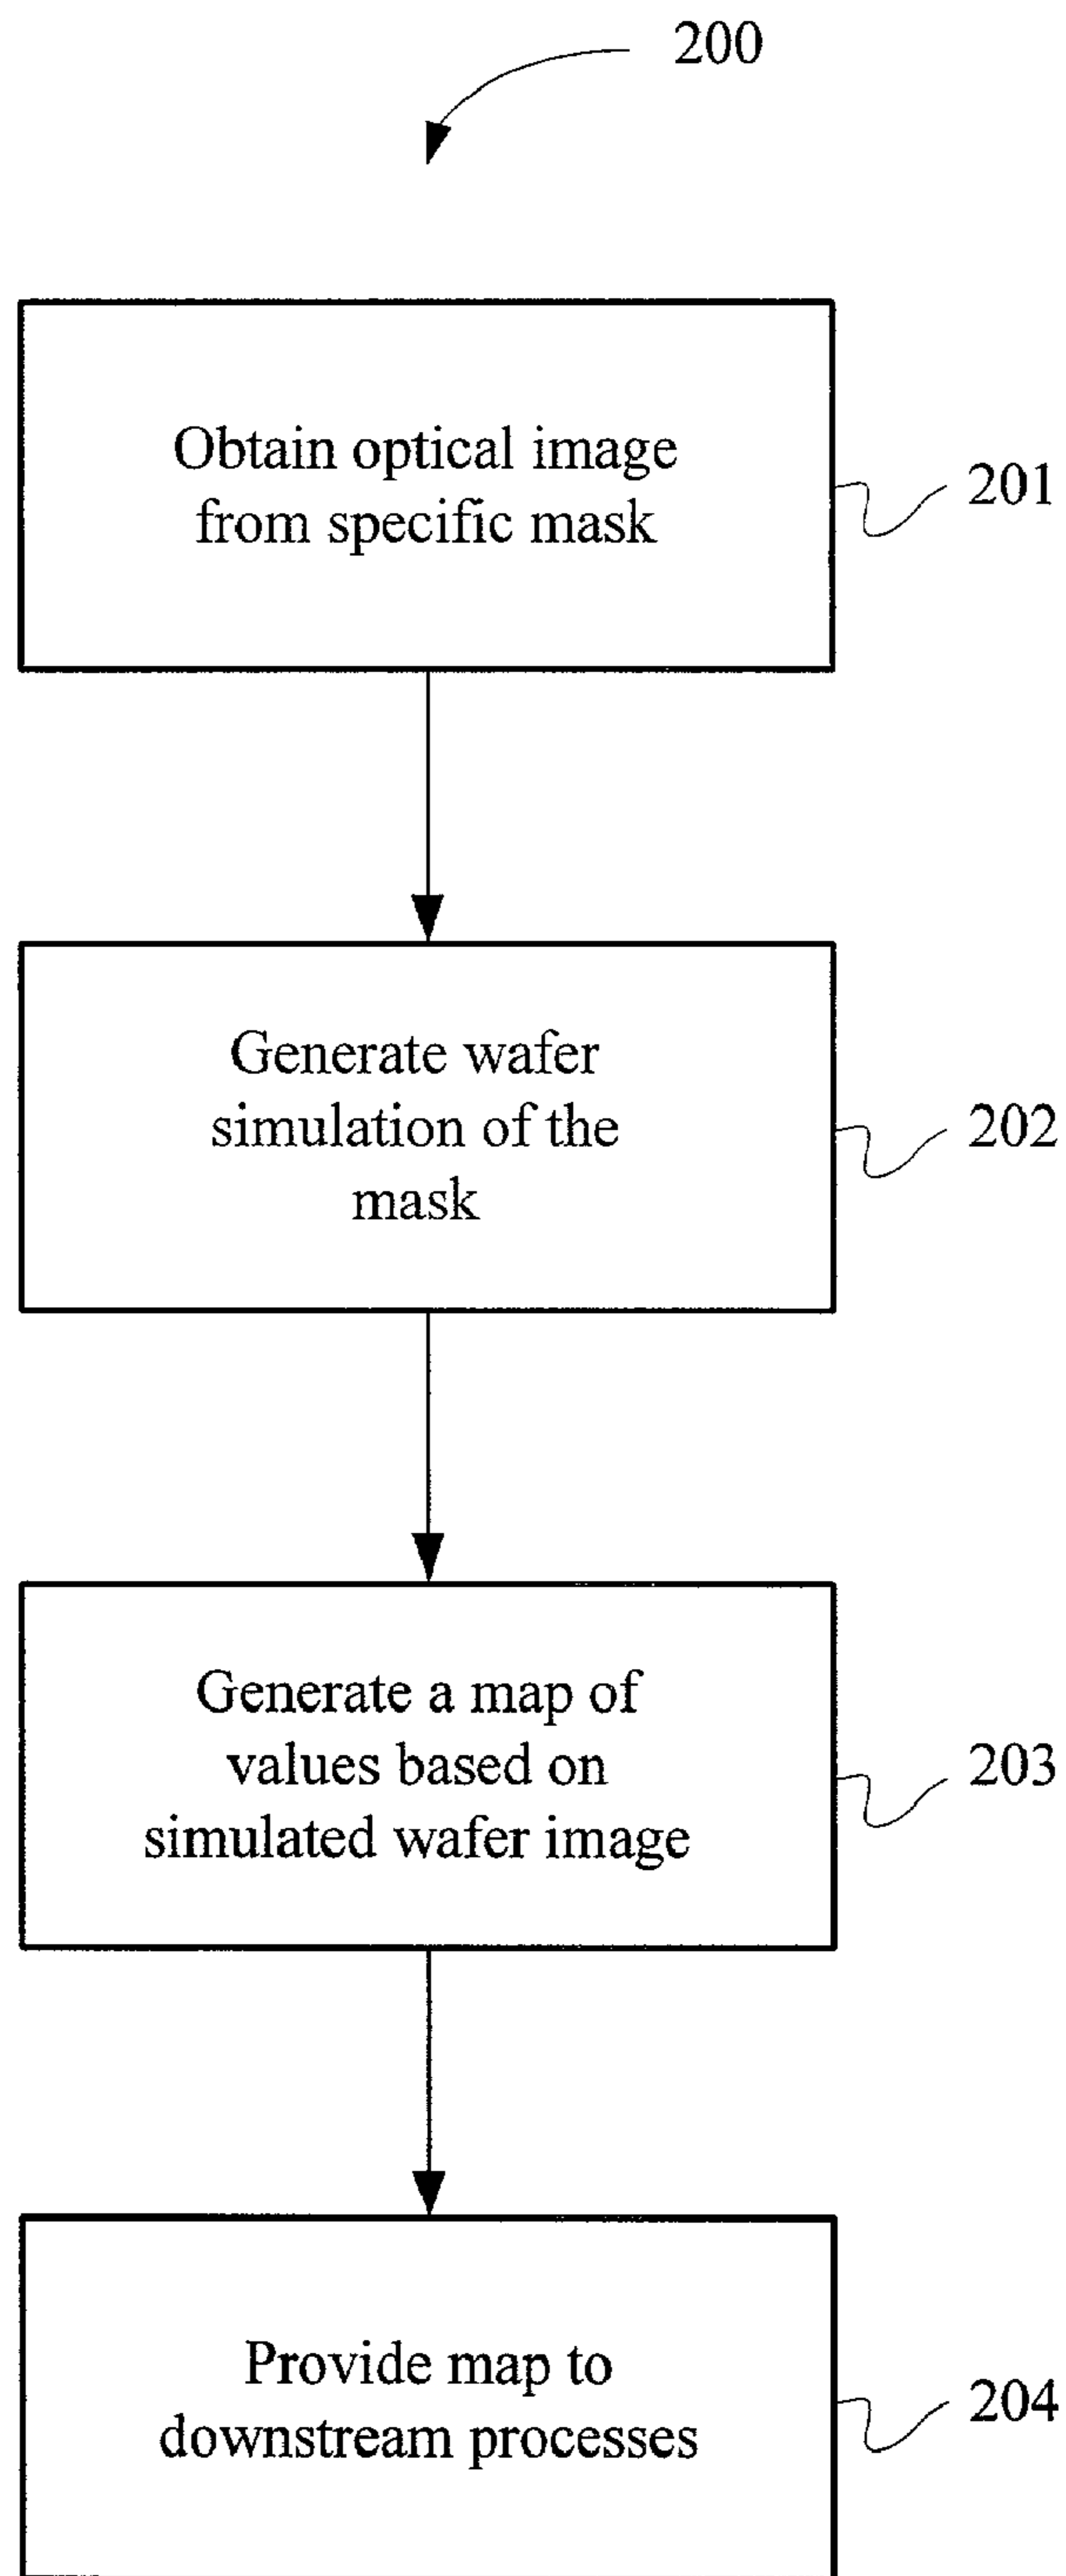 200
Obtain optical image
from specific mask
201
Generate wafer
simulation of the
mask
202
Generate a map of
values based on
simulated wafer image
203
Provide map to
downstream processes
204